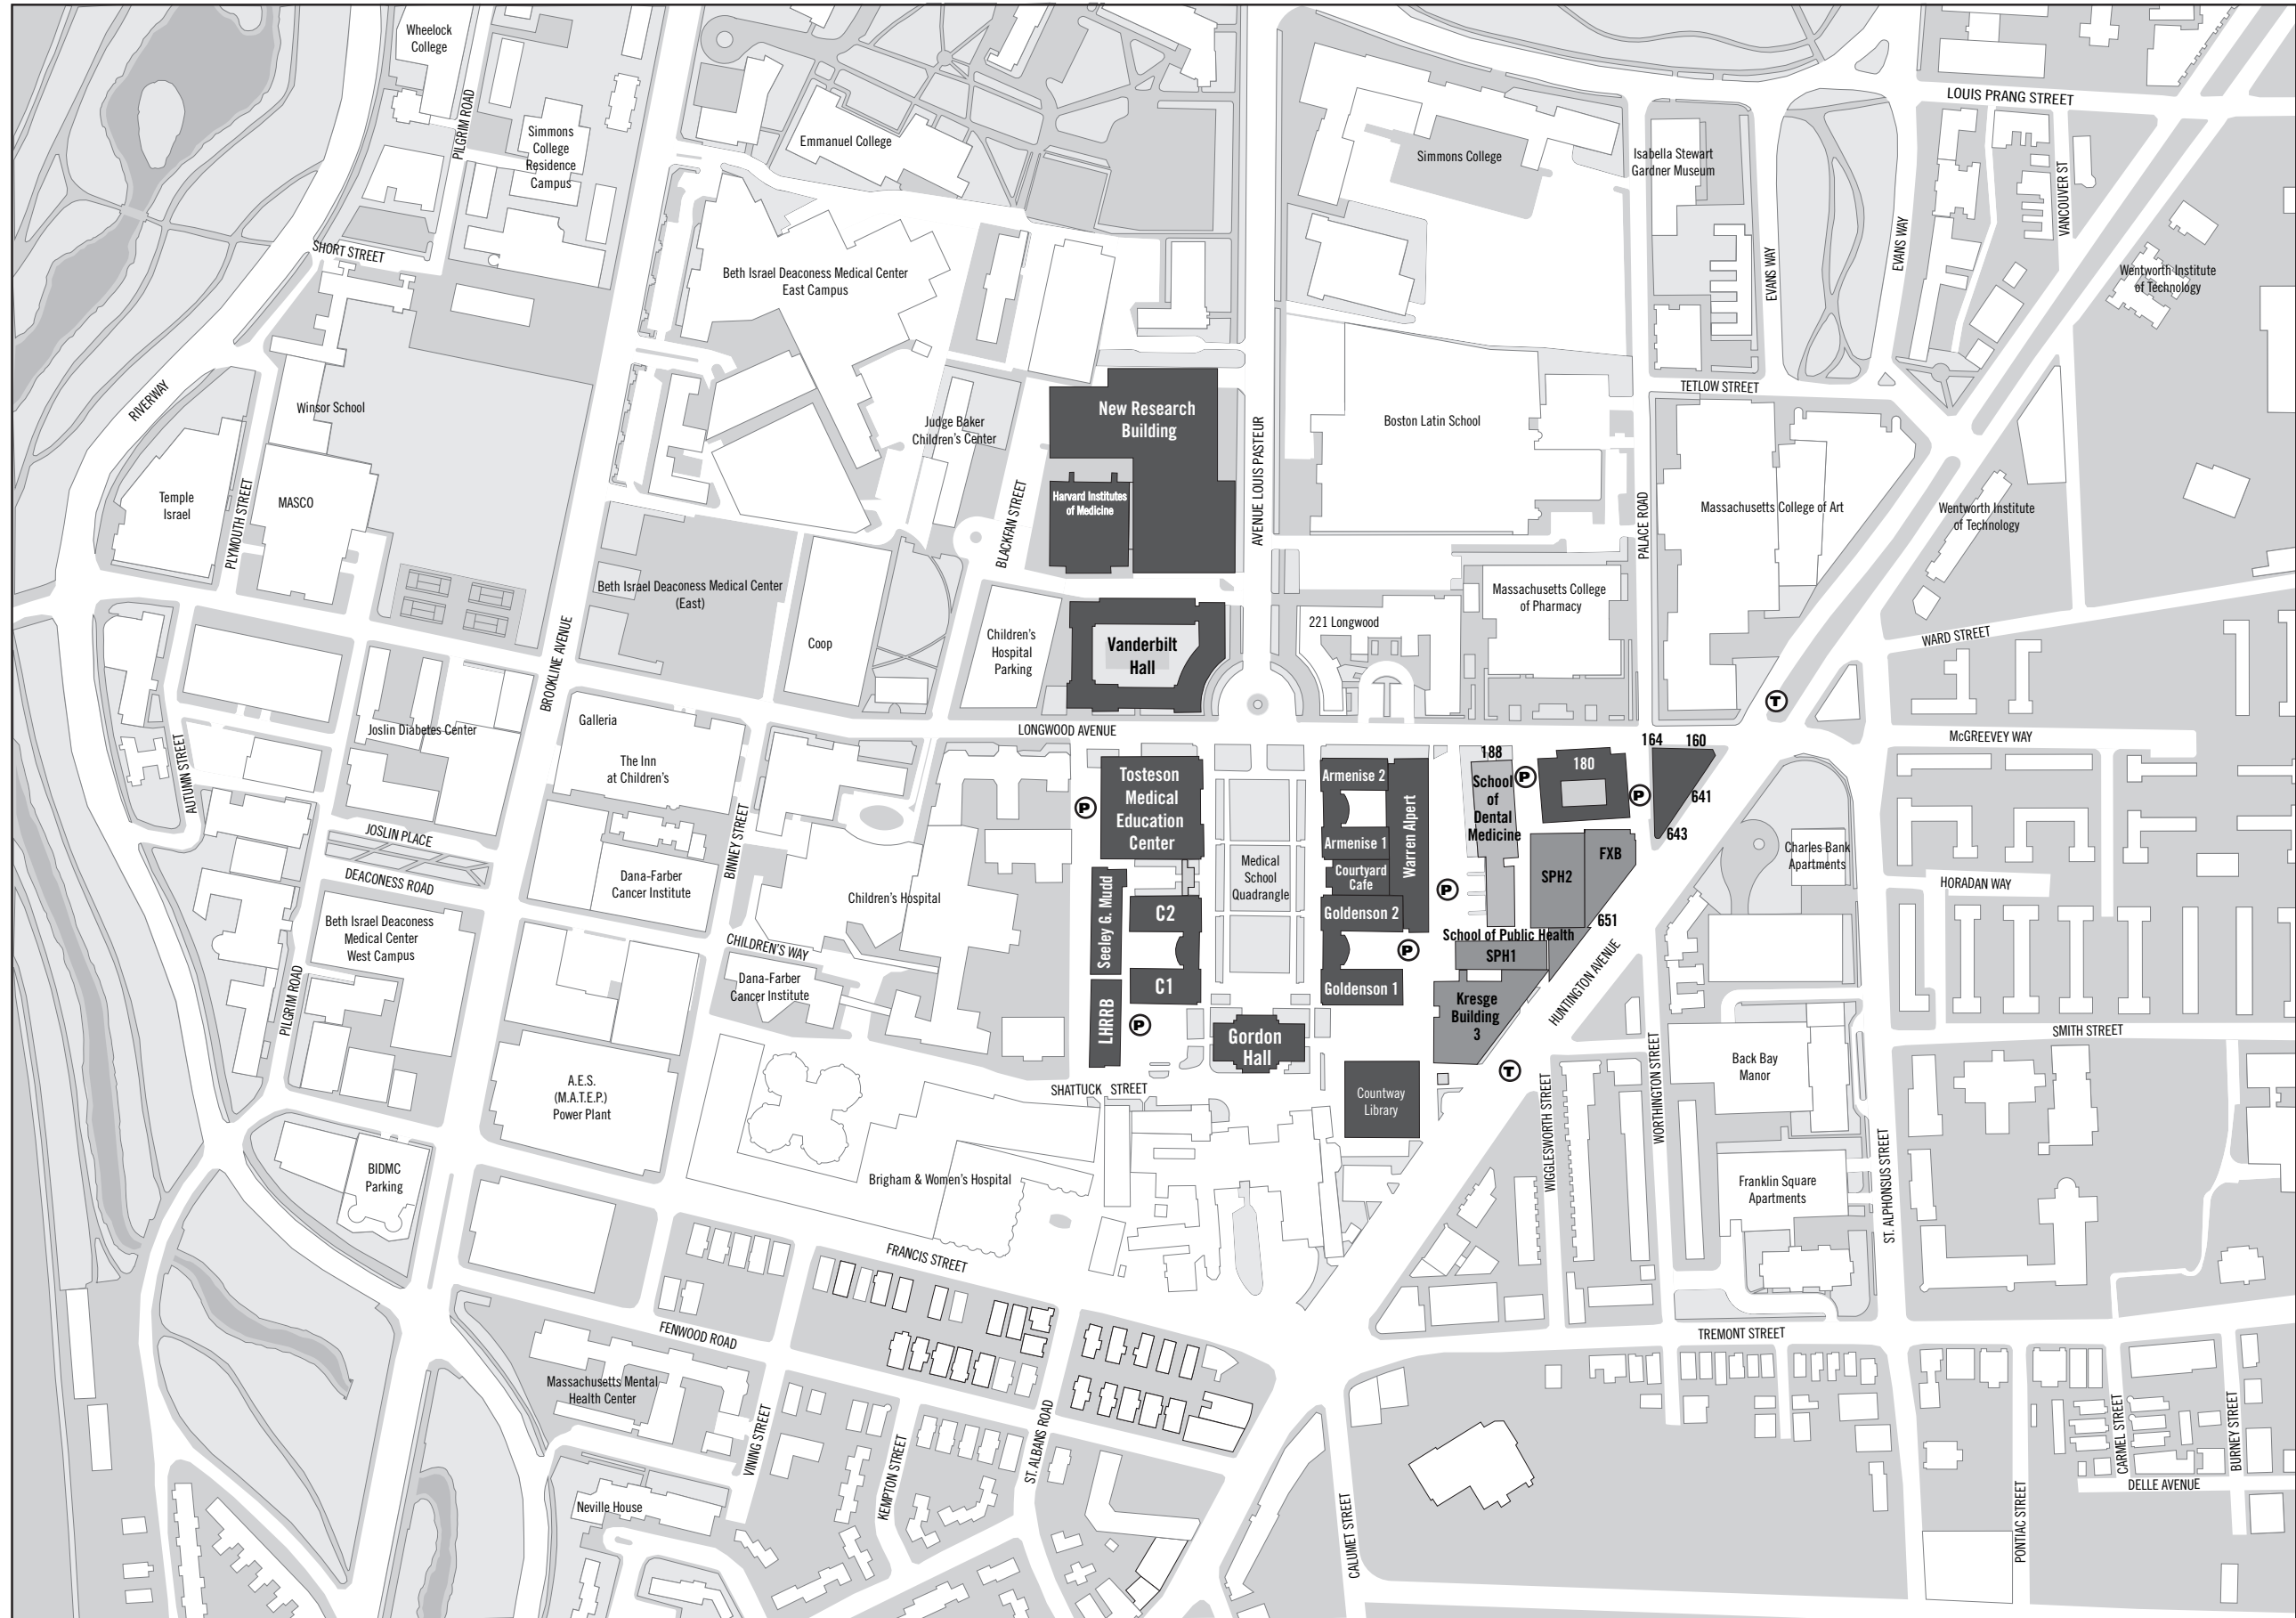 Wheelock
College
PILGRIM ROAD
Simmons
College
Residence
Campus
Emmanuel College
Simmons College
Isabella Stewart
Gardner Museum
LOUIS PRANG STREET
VANCOUVER ST
EVANS WAY
EVANS WAY
Wentworth Institute
of Technology
SHORT STREET
Beth Israel Deaconess Medical Center
East Campus
RIVERWAY
Winsor School
Judge Baker
Children's Center
New Research
Building
AVENUE LOUIS PASTEUR
Boston Latin School
TETLOW STREET
Temple
Israel
PLYMOUTH STREET
MASCO
BLACKFAN STREET
Harvard Institutes
of Medicine
PALACE ROAD
Massachusetts College of Art
Wentworth Institute
of Technology
Beth Israel Deaconess Medical Center
(East)
Coop
Children's
Hospital
Parking
Vanderbilt
Hall
221 Longwood
Massachusetts College
of Pharmacy
WARD STREET
BROOKLINE AVENUE
T
Galleria
Joslin Diabetes Center
LONGWOOD AVENUE
McGREEVEY WAY
AUTUMN STREET
The Inn
at Children's
Tosteson
Medical
Education
Center
P
Armenise 2
Armenise 1
Courtyard
Cafe
Warren Alpert
188
School
of
Dental
Medicine
P
180
P
164
160
641
643
JOSLIN PLACE
DEACONESS ROAD
BINNEY STREET
Dana-Farber
Cancer Institute
Children's Hospital
Seeley G. Mudd
C2
Medical
School
Quadrangle
Goldenson 2
P
SPH2
FXB
651
Charles Bank
Apartments
HORADAN WAY
Beth Israel Deaconess
Medical Center
West Campus
CHILDREN'S WAY
Dana-Farber
Cancer Institute
C1
P
School of Public Health
SPH1
Goldenson 1
Kresge
Building
3
HUNTINGTON AVENUE
PILGRIM ROAD
LHRRB
P
Gordon
Hall
SMITH STREET
A.E.S.
(M.A.T.E.P.)
Power Plant
SHATTUCK STREET
Countway
Library
T
WIGGLESWORTH STREET
WORTHINGTON STREET
Back Bay
Manor
BIDMC
Parking
Brigham & Women's Hospital
Franklin Square
Apartments
ST. ALPHONSUS STREET
FRANCIS STREET
FENWOOD ROAD
TREMONT STREET
Massachusetts Mental
Health Center
VINING STREET
KEMPTON STREET
ST. ALBANS ROAD
CARMEL STREET
BURNEY STREET
DELLE AVENUE
Neville House
CALUMET STREET
PONTIAC STREET